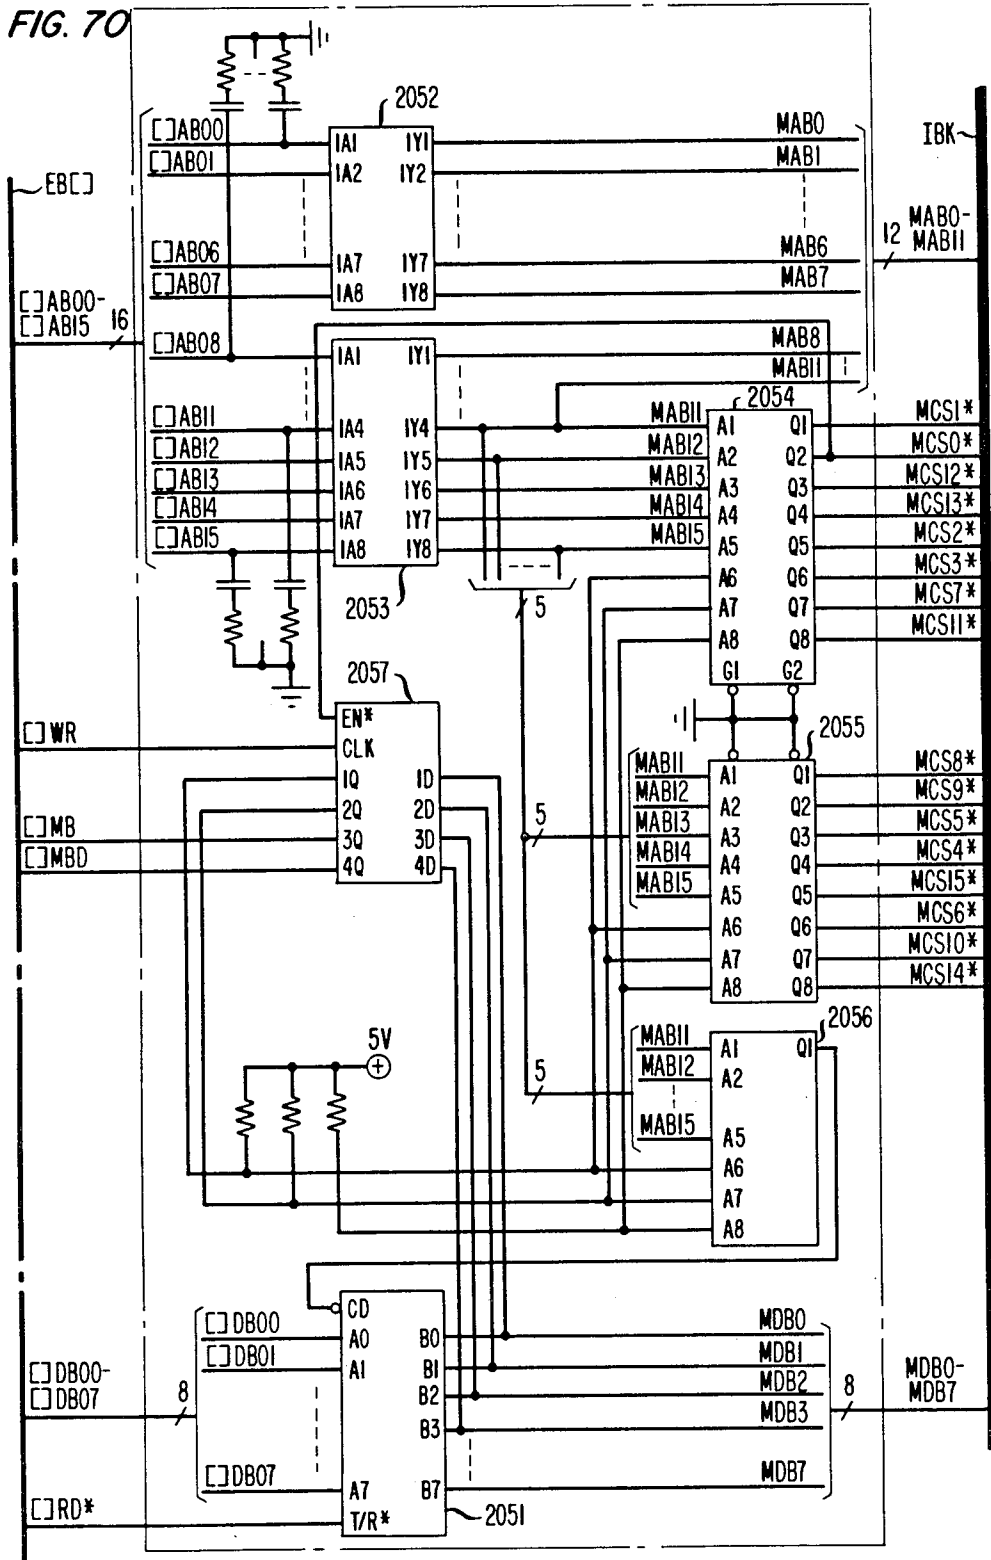 FIG. 70
2052
[]AB00 IA1 IY1 MAB0
[]AB01 IA2 IY2 MAB1
IBK
EB[]
[]AB06 IA7 IY7 MAB6
[]AB07 IA8 IY8 MAB7
12 MAB0-
MAB11
[]AB00-
[]AB15 16
[]AB08 IA1 IY1 MAB8
MAB11
2054
[]AB11 IA4 IY4 MAB11 A1 Q1 MCS1*
[]AB12 IA5 IY5 MAB12 A2 Q2 MCS0*
[]AB13 IA6 IY6 MAB13 A3 Q3 MCS12*
[]AB14 IA7 IY7 MAB14 A4 Q4 MCS13*
[]AB15 IA8 IY8 MAB15 A5 Q5 MCS2*
A6 Q6 MCS3*
2053 5 A7 Q7 MCS7*
A8 Q8 MCS11*
G1 G2
2057
EN*
[]WR CLK
2055
1Q 1D MAB11 A1 Q1 MCS8*
2Q 2D MAB12 A2 Q2 MCS9*
[]MB 3Q 3D 5 MAB13 A3 Q3 MCS5*
[]MBD 4Q 4D MAB14 A4 Q4 MCS4*
MAB15 A5 Q5 MCS15*
A6 Q6 MCS6*
A7 Q7 MCS10*
A8 Q8 MCS14*
2056
5V MAB11 A1 Q1
5 MAB12 A2
MAB15 A5
A6
A7
A8
CD
[]DB00 A0 B0 MDB0
[]DB01 A1 B1 MDB1
[]DB00-
[]DB07 8 B2 MDB2 8 MDB0-
MDB7
B3 MDB3
[]DB07 A7 B7 MDB7
[]RD* T/R* 2051